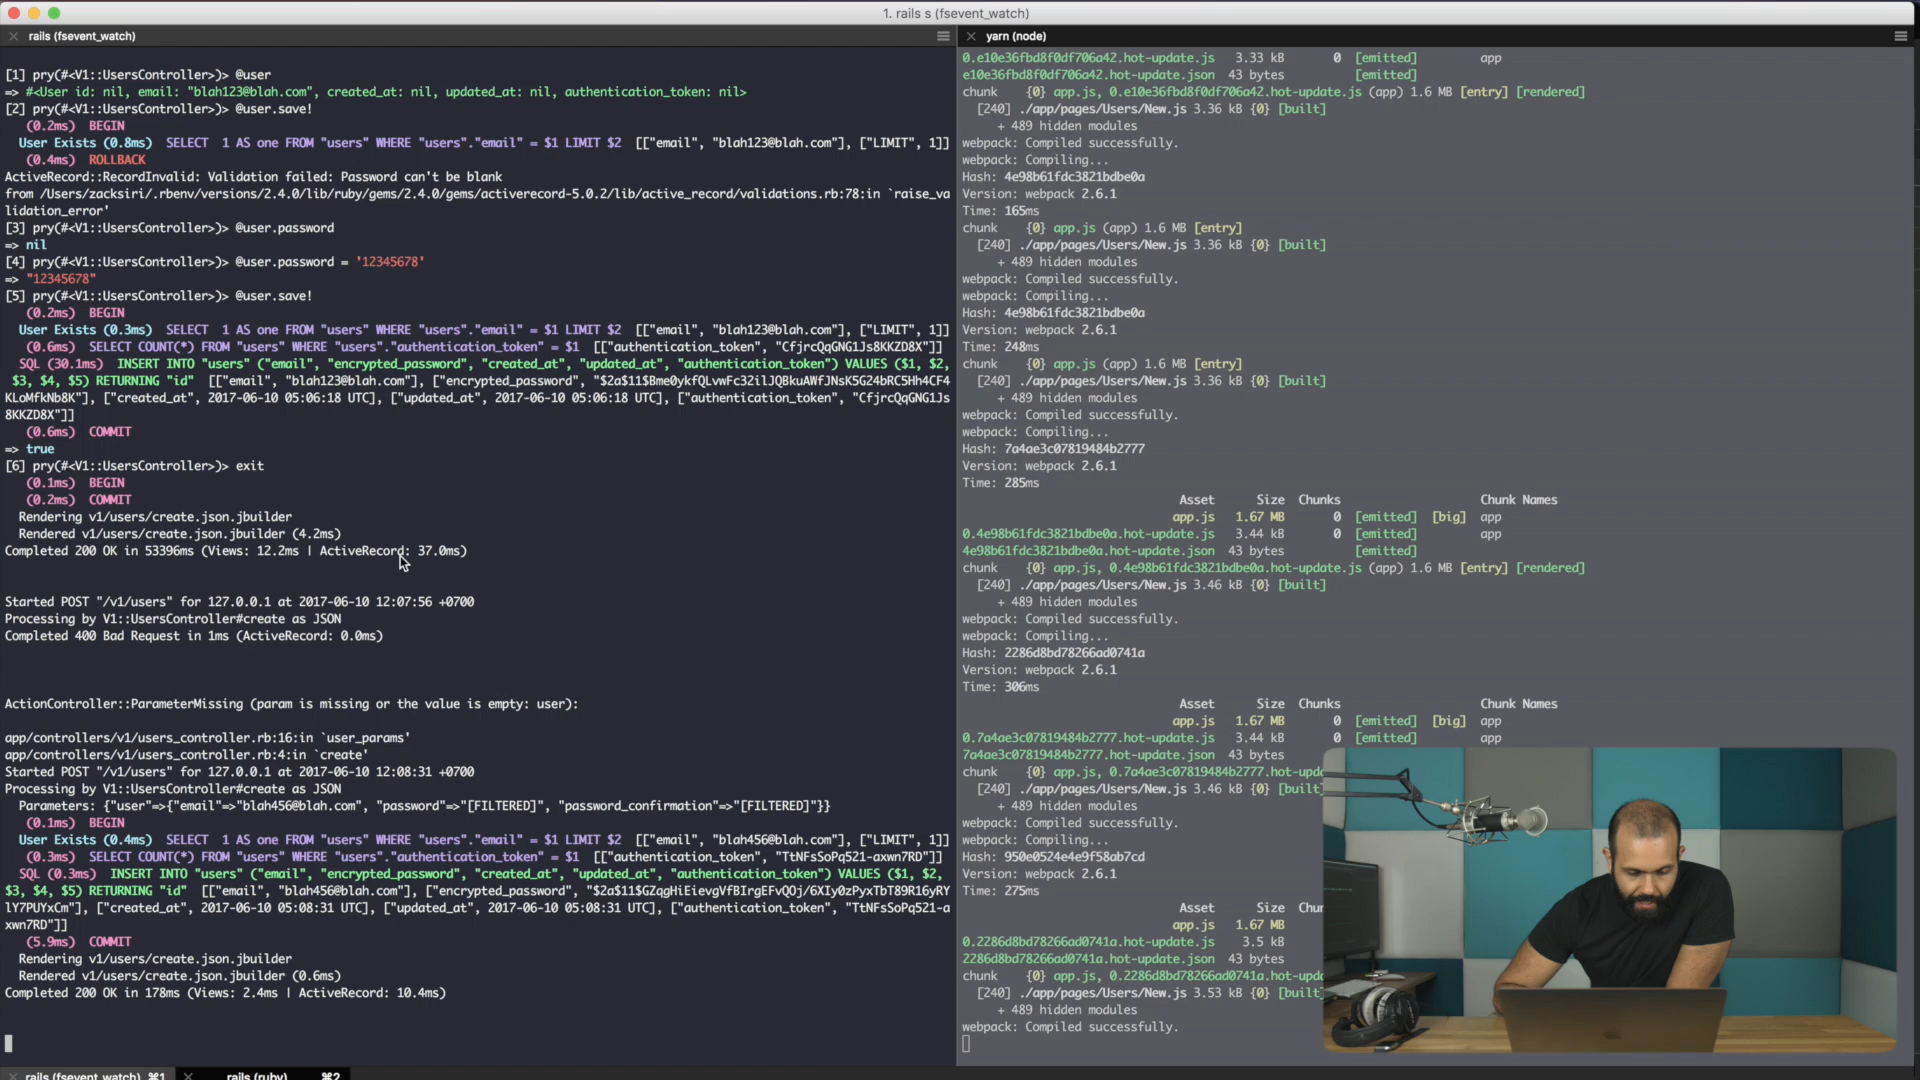 1. rails s (fsevent_watch)
rails (fsevent_watch)
[1] pry(#<V1::UsersController>)> @user
=> #<User id: nil, email: "blah123@blah.com", created_at: nil, updated_at: nil, authentication_token: nil>
[2] pry(#<V1::UsersController>)> @user.save!
(0.2ms) BEGIN
User Exists (0.8ms) SELECT 1 AS one FROM "users" WHERE "users"."email" = $1 LIMIT $2 [["email", "blah123@blah.com"], ["LIMIT", 1]]
(0.4ms) ROLLBACK
ActiveRecord::RecordInvalid: Validation failed: Password can't be blank
from /Users/zacksiri/.rbenv/versions/2.4.0/lib/ruby/gems/2.4.0/gems/activerecord-5.0.2/lib/active_record/validations.rb:78:in `raise_va
lidation_error'
[3] pry(#<V1::UsersController>)> @user.password
=> nil
[4] pry(#<V1::UsersController>)> @user.password = '12345678'
=> "12345678"
[5] pry(#<V1::UsersController>)> @user.save!
(0.2ms) BEGIN
User Exists (0.3ms) SELECT 1 AS one FROM "users" WHERE "users"."email" = $1 LIMIT $2 [["email", "blah123@blah.com"], ["LIMIT", 1]]
(0.6ms) SELECT COUNT(*) FROM "users" WHERE "users"."authentication_token" = $1 [["authentication_token", "CfjrcQqGNG1Js8KKZD8X"]]
SQL (30.1ms) INSERT INTO "users" ("email", "encrypted_password", "created_at", "updated_at", "authentication_token") VALUES ($1, $2,
$3, $4, $5) RETURNING "id" [["email", "blah123@blah.com"], ["encrypted_password", "$2a$11$Bme0ykfQLvwFc32ilJQBkuAWfJNsK5G24bRC5Hh4CF4
KLoMfkNb8K"], ["created_at", 2017-06-10 05:06:18 UTC], ["updated_at", 2017-06-10 05:06:18 UTC], ["authentication_token", "CfjrcQqGNG1Js
8KKZD8X"]]
(0.6ms) COMMIT
=> true
[6] pry(#<V1::UsersController>)> exit
(0.1ms) BEGIN
(0.2ms) COMMIT
Rendering v1/users/create.json.jbuilder
Rendered v1/users/create.json.jbuilder (4.2ms)
Completed 200 OK in 53396ms (Views: 12.2ms | ActiveRecord: 37.0ms)
Started POST "/v1/users" for 127.0.0.1 at 2017-06-10 12:07:56 +0700
Processing by V1::UsersController#create as JSON
Completed 400 Bad Request in 1ms (ActiveRecord: 0.0ms)
ActionController::ParameterMissing (param is missing or the value is empty: user):
app/controllers/v1/users_controller.rb:16:in `user_params'
app/controllers/v1/users_controller.rb:4:in `create'
Started POST "/v1/users" for 127.0.0.1 at 2017-06-10 12:08:31 +0700
Processing by V1::UsersController#create as JSON
Parameters: {"user"=>{"email"=>"blah456@blah.com", "password"=>"[FILTERED]", "password_confirmation"=>"[FILTERED]"}}
(0.1ms) BEGIN
User Exists (0.4ms) SELECT 1 AS one FROM "users" WHERE "users"."email" = $1 LIMIT $2 [["email", "blah456@blah.com"], ["LIMIT", 1]]
(0.3ms) SELECT COUNT(*) FROM "users" WHERE "users"."authentication_token" = $1 [["authentication_token", "TtNFsSoPq521-axwn7RD"]]
SQL (0.3ms) INSERT INTO "users" ("email", "encrypted_password", "created_at", "updated_at", "authentication_token") VALUES ($1, $2,
$3, $4, $5) RETURNING "id" [["email", "blah456@blah.com"], ["encrypted_password", "$2a$11$GZqgHiEievgVfBIrgEFvQOj/6XIy0zPyxTbT89R16yRY
lY7PUYxCm"], ["created_at", 2017-06-10 05:08:31 UTC], ["updated_at", 2017-06-10 05:08:31 UTC], ["authentication_token", "TtNFsSoPq521-a
xwn7RD"]]
(5.9ms) COMMIT
Rendering v1/users/create.json.jbuilder
Rendered v1/users/create.json.jbuilder (0.6ms)
Completed 200 OK in 178ms (Views: 2.4ms | ActiveRecord: 10.4ms)
rails (fsevent_watch) ⌘1 rails (ruby) ⌘2
yarn (node)
0.e10e36fbd8f0df706a42.hot-update.js 3.33 kB 0 [emitted] app
e10e36fbd8f0df706a42.hot-update.json 43 bytes [emitted]
chunk {0} app.js, 0.e10e36fbd8f0df706a42.hot-update.js (app) 1.6 MB [entry] [rendered]
[240] ./app/pages/Users/New.js 3.36 kB {0} [built]
+ 489 hidden modules
webpack: Compiled successfully.
webpack: Compiling...
Hash: 4e98b61fdc3821bdbe0a
Version: webpack 2.6.1
Time: 165ms
chunk {0} app.js (app) 1.6 MB [entry]
[240] ./app/pages/Users/New.js 3.36 kB {0} [built]
+ 489 hidden modules
webpack: Compiled successfully.
webpack: Compiling...
Hash: 4e98b61fdc3821bdbe0a
Version: webpack 2.6.1
Time: 248ms
chunk {0} app.js (app) 1.6 MB [entry]
[240] ./app/pages/Users/New.js 3.36 kB {0} [built]
+ 489 hidden modules
webpack: Compiled successfully.
webpack: Compiling...
Hash: 7a4ae3c07819484b2777
Version: webpack 2.6.1
Time: 285ms
Asset Size Chunks Chunk Names
app.js 1.67 MB 0 [emitted] [big] app
0.4e98b61fdc3821bdbe0a.hot-update.js 3.44 kB 0 [emitted] app
4e98b61fdc3821bdbe0a.hot-update.json 43 bytes [emitted]
chunk {0} app.js, 0.4e98b61fdc3821bdbe0a.hot-update.js (app) 1.6 MB [entry] [rendered]
[240] ./app/pages/Users/New.js 3.46 kB {0} [built]
+ 489 hidden modules
webpack: Compiled successfully.
webpack: Compiling...
Hash: 2286d8bd78266ad0741a
Version: webpack 2.6.1
Time: 306ms
Asset Size Chunks Chunk Names
app.js 1.67 MB 0 [emitted] [big] app
0.7a4ae3c07819484b2777.hot-update.js 3.44 kB 0 [emitted] app
7a4ae3c07819484b2777.hot-update.json 43 bytes
chunk {0} app.js, 0.7a4ae3c07819484b2777.hot-upd
[240] ./app/pages/Users/New.js 3.46 kB {0} [built]
+ 489 hidden modules
webpack: Compiled successfully.
webpack: Compiling...
Hash: 950e0524e4e9f58ab7cd
Version: webpack 2.6.1
Time: 275ms
Asset Size Chun
app.js 1.67 MB
0.2286d8bd78266ad0741a.hot-update.js 3.5 kB
2286d8bd78266ad0741a.hot-update.json 43 bytes
chunk {0} app.js, 0.2286d8bd78266ad0741a.hot-upd
[240] ./app/pages/Users/New.js 3.53 kB {0} [built]
+ 489 hidden modules
webpack: Compiled successfully.